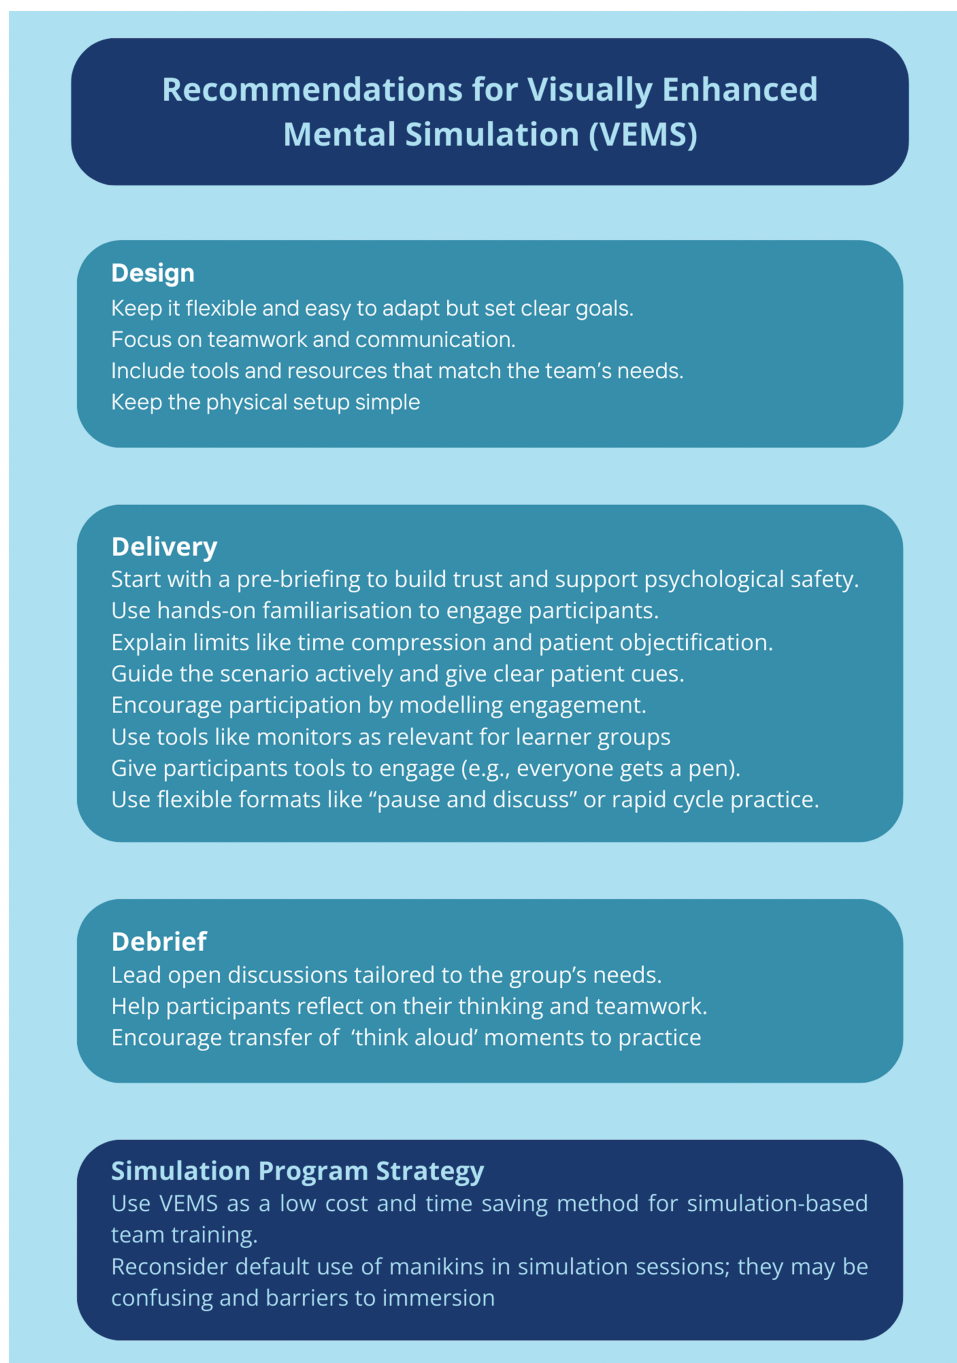 Recommendations for Visually Enhanced
Mental Simulation (VEMS)
Design
Keep it flexible and easy to adapt but set clear goals.
Focus on teamwork and communication.
Include tools and resources that match the team's needs.
Keep the physical setup simple
Delivery
Start with a pre-briefing to build trust and support psychological safety.
Use hands-on familiarisation to engage participants.
Explain limits like time compression and patient objectification.
Guide the scenario actively and give clear patient cues.
Encourage participation by modelling engagement.
Use tools like monitors as relevant for learner groups
Give participants tools to engage (e.g., everyone gets a pen).
Use flexible formats like “pause and discuss” or rapid cycle practice.
Debrief
Lead open discussions tailored to the group's needs.
Help participants reflect on their thinking and teamwork.
Encourage transfer of ‘think aloud’ moments to practice
Simulation Program Strategy
Use VEMS as a low cost and time saving method for simulation-based
team training.
Reconsider default use of manikins in simulation sessions; they may be
confusing and barriers to immersion